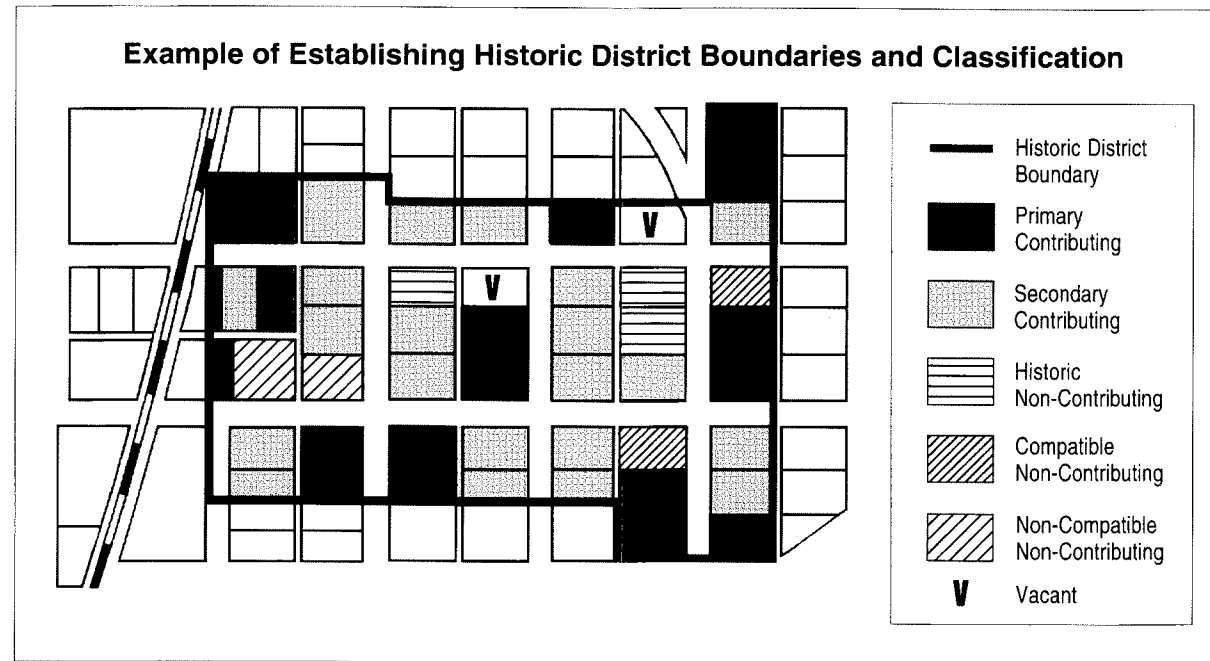 Example of Establishing Historic District Boundaries and Classification
Historic District
Boundary
Primary
Contributing
Secondary
Contributing
Historic
Non-Contributing
Compatible
Non-Contributing
Non-Compatible
Non-Contributing
V Vacant
V
V